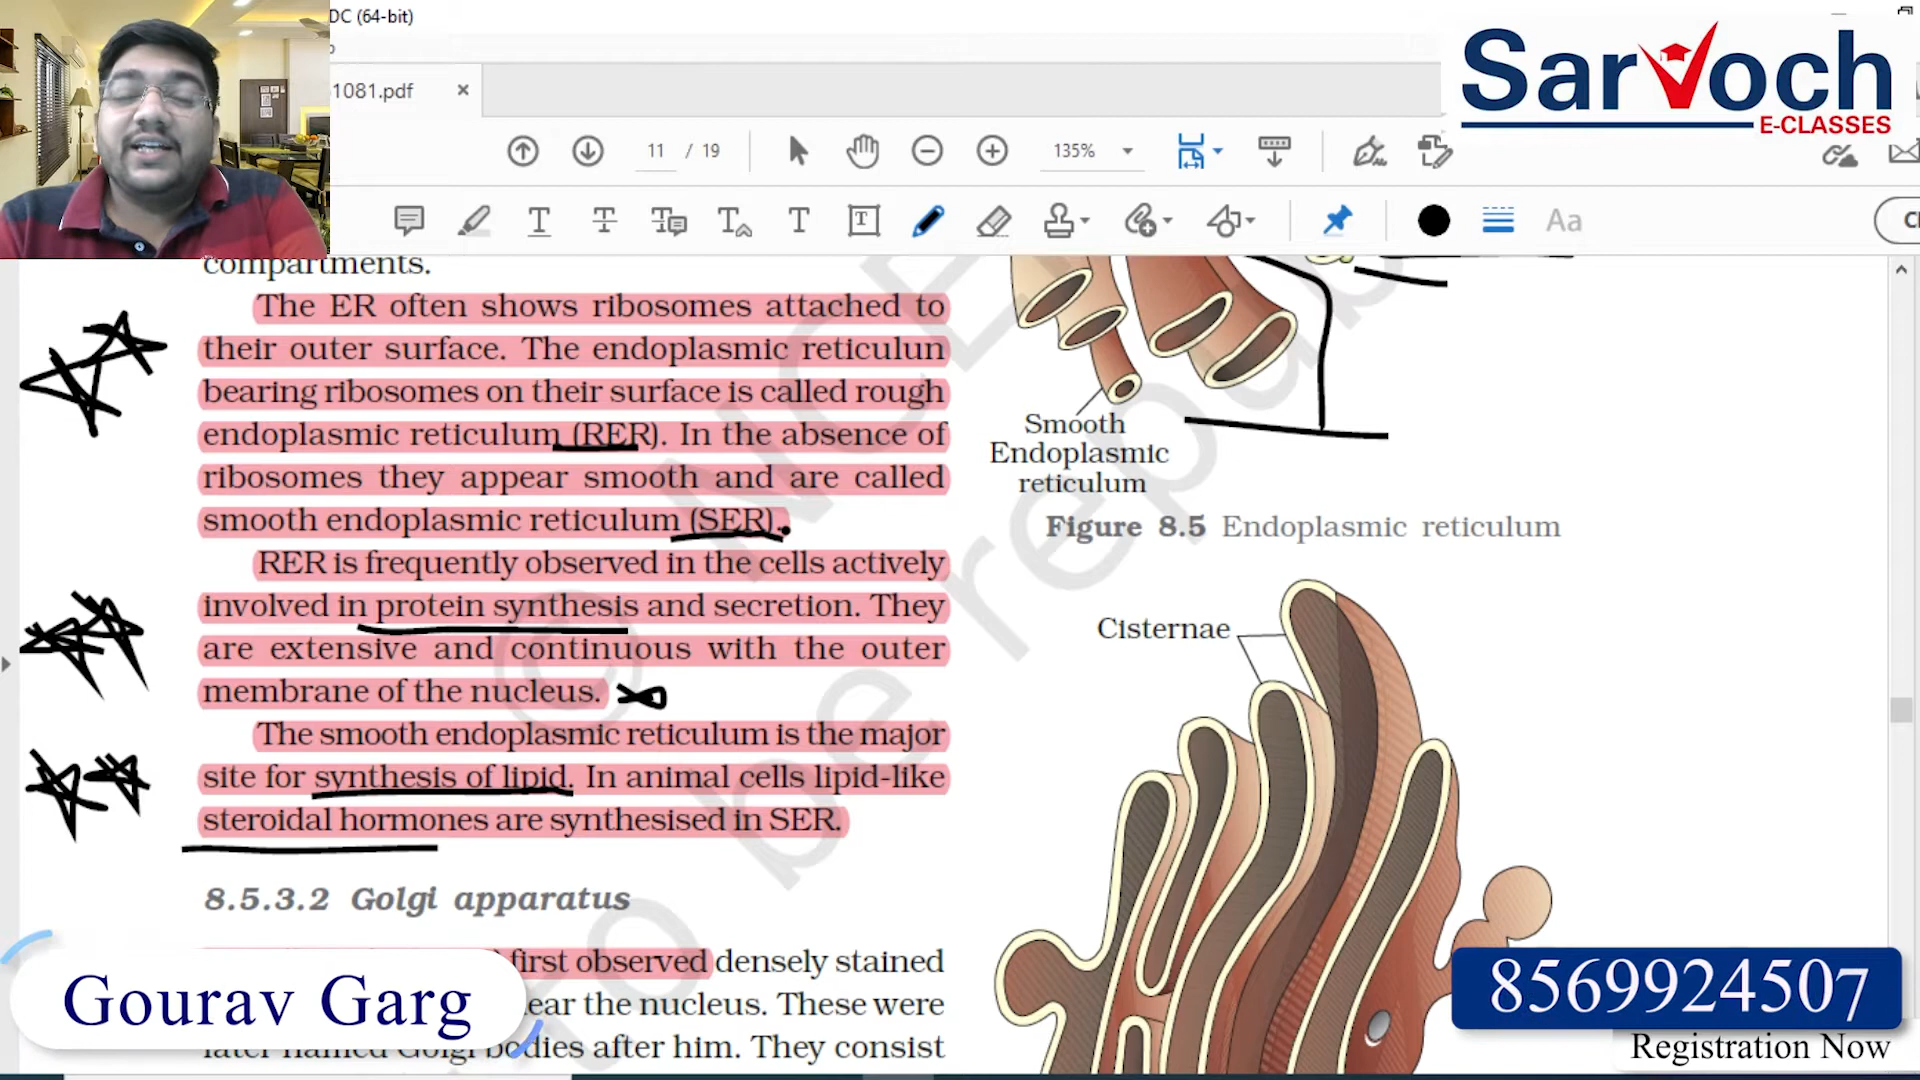 DC (64-bit)
1081.pdf
11 / 19
135%
Aa
Sarvoch
E-CLASSES
compartments.
The ER often shows ribosomes attached to
their outer surface. The endoplasmic reticulun
bearing ribosomes on their surface is called rough
endoplasmic reticulum (RER). In the absence of
ribosomes they appear smooth and are called
smooth endoplasmic reticulum (SER).
RER is frequently observed in the cells actively
involved in protein synthesis and secretion. They
are extensive and continuous with the outer
membrane of the nucleus.
The smooth endoplasmic reticulum is the major
site for synthesis of lipid. In animal cells lipid-like
steroidal hormones are synthesised in SER.
8.5.3.2 Golgi apparatus
first observed densely stained
near the nucleus. These were
later named Golgi bodies after him. They consist
Smooth
Endoplasmic
reticulum
Figure 8.5 Endoplasmic reticulum
Cisternae
Gourav Garg
8569924507
Registration Now